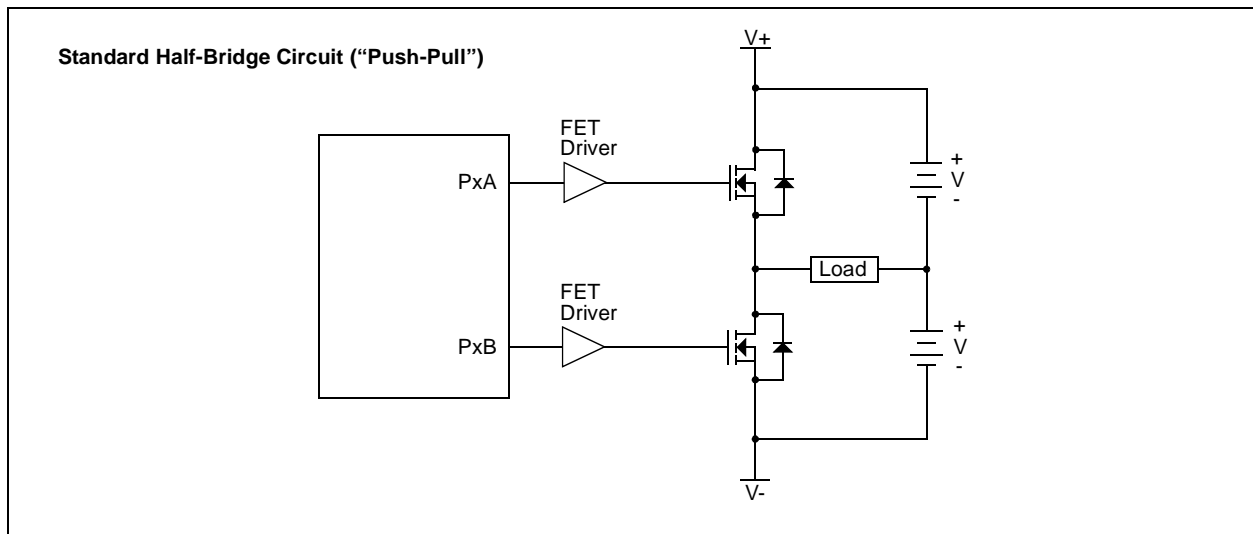 Standard Half-Bridge Circuit (“Push-Pull”)
V+
FET
Driver
PxA
+
V
-
Load
FET
Driver
PxB
+
V
-
V-